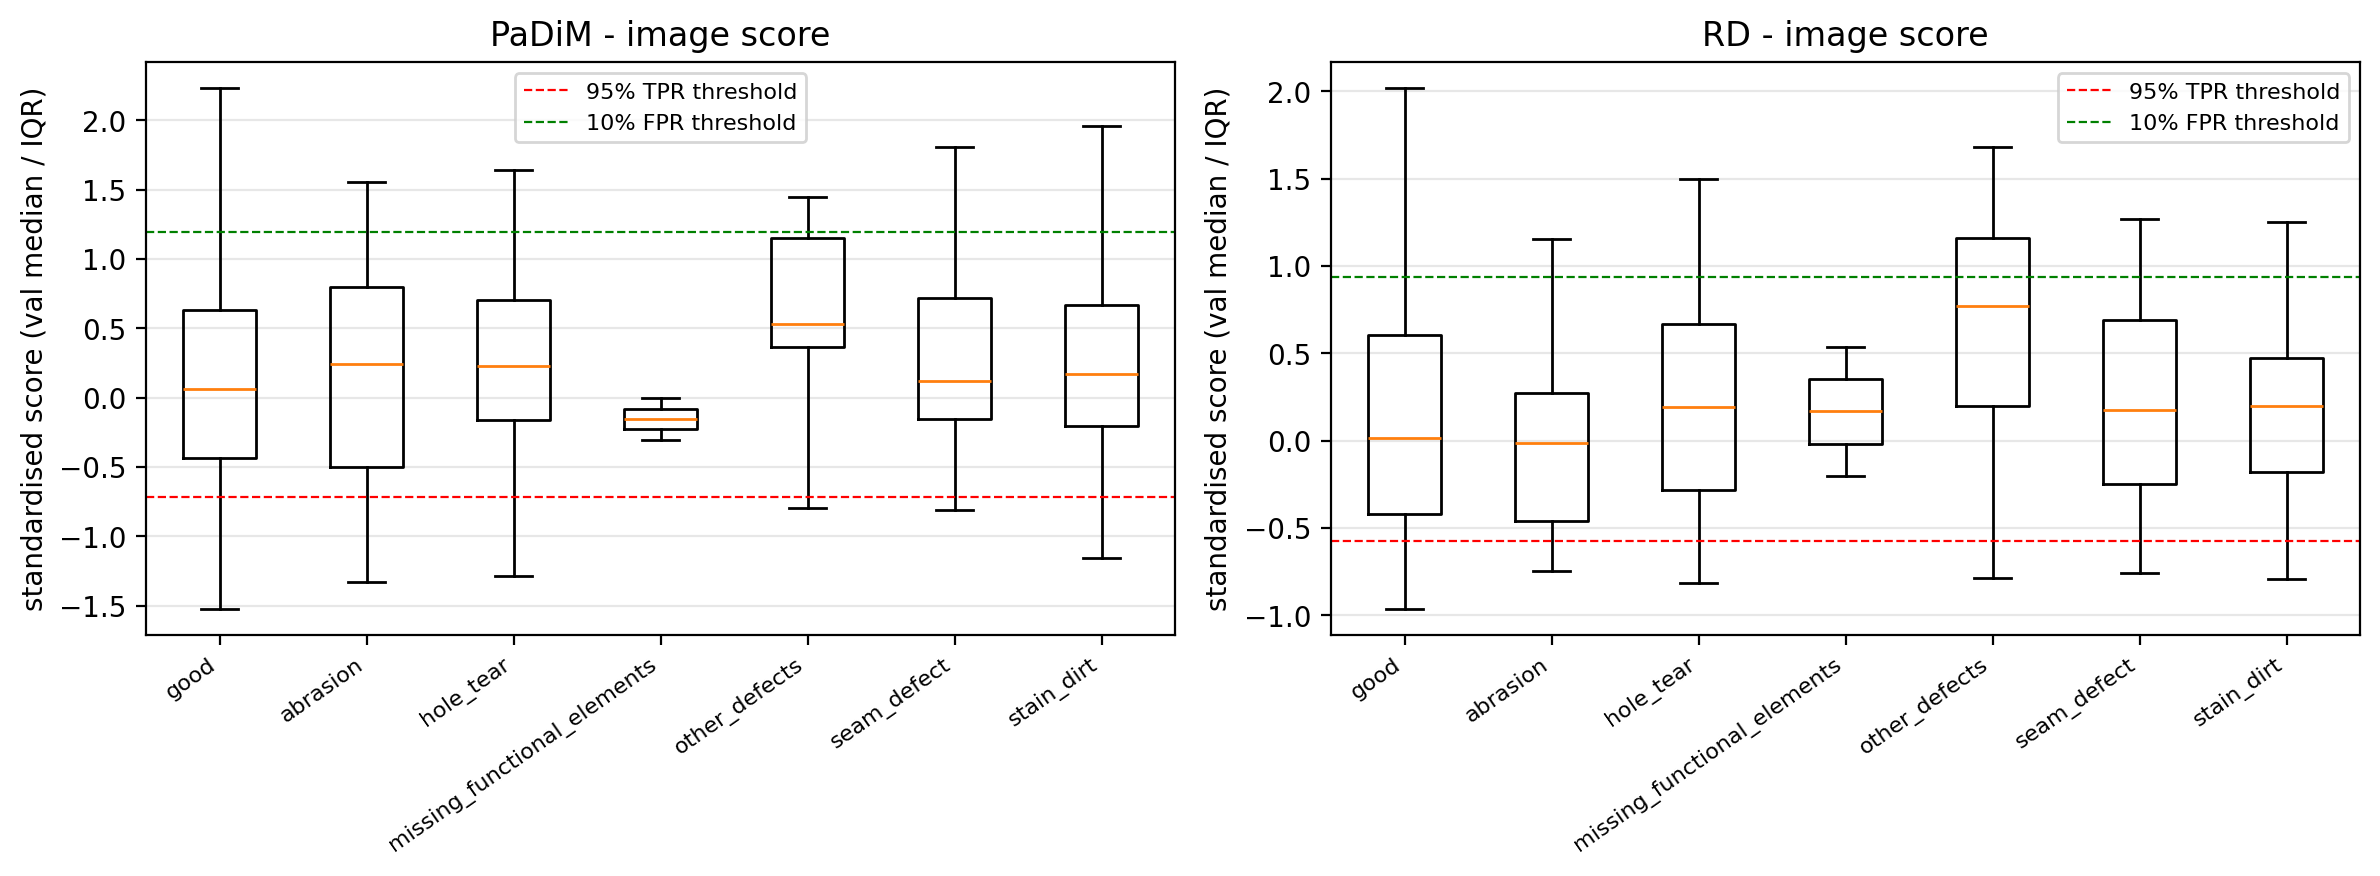 PaDiM - image score
standardised score (val median / IQR)
2.0
1.5
1.0
0.5
0.0
−0.5
−1.0
−1.5
95% TPR threshold
10% FPR threshold
good
abrasion
hole_tear
missing_functional_elements
other_defects
seam_defect
stain_dirt
RD - image score
standardised score (val median / IQR)
2.0
1.5
1.0
0.5
0.0
−0.5
−1.0
95% TPR threshold
10% FPR threshold
good
abrasion
hole_tear
missing_functional_elements
other_defects
seam_defect
stain_dirt